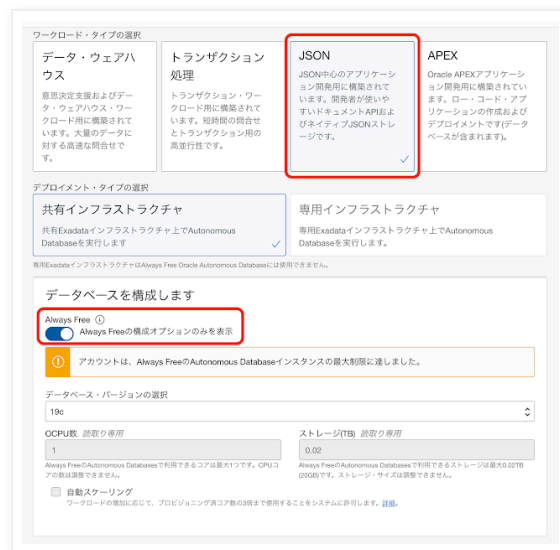 ワークロード・タイプの選択
データ・ウェアハ
ウス
意思決定支援およびデー
タ・ウェアハウス・ワー
クロード用に構築されて
います。大量のデータに
対する高速な問合せで
す。
トランザクション
処理
トランザクション・ワー
クロード用に構築されて
います。短時間の問合せ
とトランザクション用の
高並行性です。
JSON
JSON中心のアプリケーシ
ョン開発用に構築されて
います。開発者が使いや
すいドキュメントAPIおよ
びネイティブJSONストレ
ージです。
APEX
Oracle APEXアプリケーシ
ョン開発用に構築されて
います。ロー・コード・アプ
リケーションの作成および
デプロイメントです(データ
ベースが含まれます)。
デプロイメント・タイプの選択
共有インフラストラクチャ
共有Exadataインフラストラクチャ上でAutonomous
Databaseを実行します
専用インフラストラクチャ
専用Exadataインフラストラクチャ上でAutonomous
Databaseを実行します。
専用ExadataインフラストラクチャはAlways Free Oracle Autonomous Databaseには使用できません。
データベースを構成します
Always Free
Always Freeの構成オプションのみを表示
アカウントは、Always FreeのAutonomous Databaseインスタンスの最大制限に達しました。
データベース・バージョンの選択
19c
OCPU数 読取り専用
1
Always FreeのAutonomous Databasesで利用できるコアは最大1つです。CPUコ
アの数は調整できません。
ストレージ(TB) 読取り専用
0.02
Always FreeのAutonomous Databasesで利用できるストレージは最大0.02TB
(20GB)です。ストレージ・サイズは調整できません。
自動スケーリング
ワークロードの増加に応じて、プロビジョニング済コア数の3倍まで使用することをシステムに許可します。詳細。